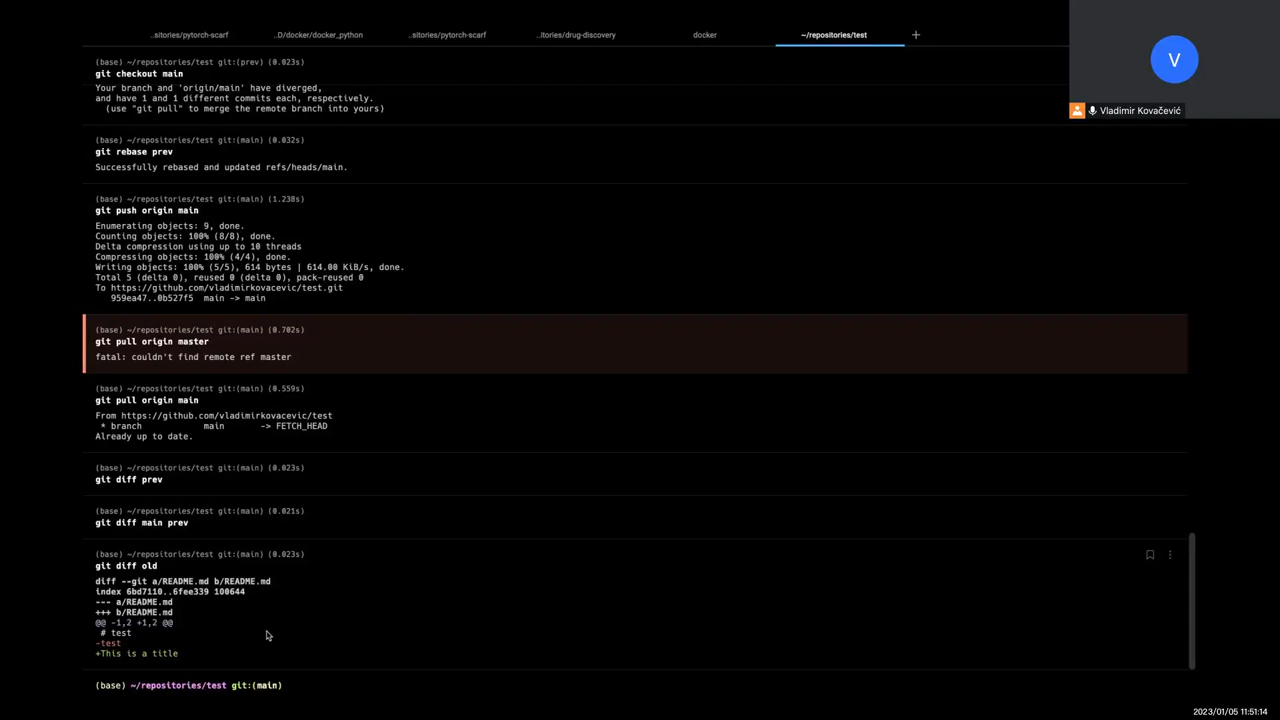 ..sitories/pytorch-scarf ..D/docker/docker_python ..sitories/pytorch-scarf ..itories/drug-discovery docker ~/repositories/test +
V
Vladimir Kovačević
(base) ~/repositories/test git:(prev) (0.023s)
git checkout main
Your branch and 'origin/main' have diverged,
and have 1 and 1 different commits each, respectively.
(use "git pull" to merge the remote branch into yours)
(base) ~/repositories/test git:(main) (0.032s)
git rebase prev
Successfully rebased and updated refs/heads/main.
(base) ~/repositories/test git:(main) (1.238s)
git push origin main
Enumerating objects: 9, done.
Counting objects: 100% (8/8), done.
Delta compression using up to 10 threads
Compressing objects: 100% (4/4), done.
Writing objects: 100% (5/5), 614 bytes | 614.00 KiB/s, done.
Total 5 (delta 0), reused 0 (delta 0), pack-reused 0
To https://github.com/vladimirkovacevic/test.git
959ea47..0b527f5 main -> main
(base) ~/repositories/test git:(main) (0.702s)
git pull origin master
fatal: couldn't find remote ref master
(base) ~/repositories/test git:(main) (0.559s)
git pull origin main
From https://github.com/vladimirkovacevic/test
* branch main -> FETCH_HEAD
Already up to date.
(base) ~/repositories/test git:(main) (0.023s)
git diff prev
(base) ~/repositories/test git:(main) (0.021s)
git diff main prev
(base) ~/repositories/test git:(main) (0.023s)
git diff old
diff --git a/README.md b/README.md
index 6bd7110..6fee339 100644
--- a/README.md
+++ b/README.md
@@ -1,2 +1,2 @@
# test
-test
+This is a title
(base) ~/repositories/test git:(main)
2023/01/05 11:51:14